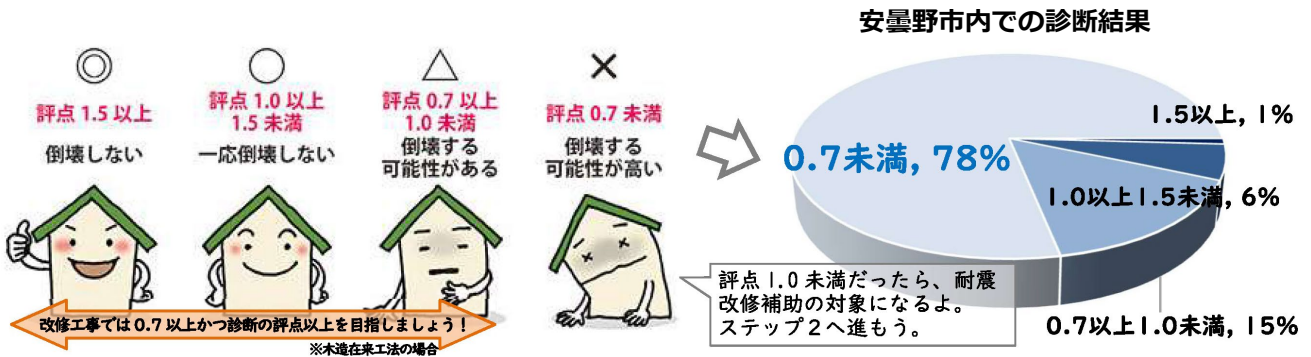 安曇野市内での診断結果
◎
評点 1.5 以上
倒壊しない
○
評点 1.0 以上
1.5 未満
一応倒壊しない
△
評点 0.7 以上
1.0 未満
倒壊する
可能性がある
×
評点 0.7 未満
倒壊する
可能性が高い
改修工事では0.7以上かつ診断の評点以上を目指しましょう！
※木造在来工法の場合
評点 1.0 未満だったら、耐震
改修補助の対象になるよ。
ステップ2へ進もう。
1.5以上, 1%
0.7未満, 78%
1.0以上1.5未満, 6%
0.7以上1.0未満, 15%